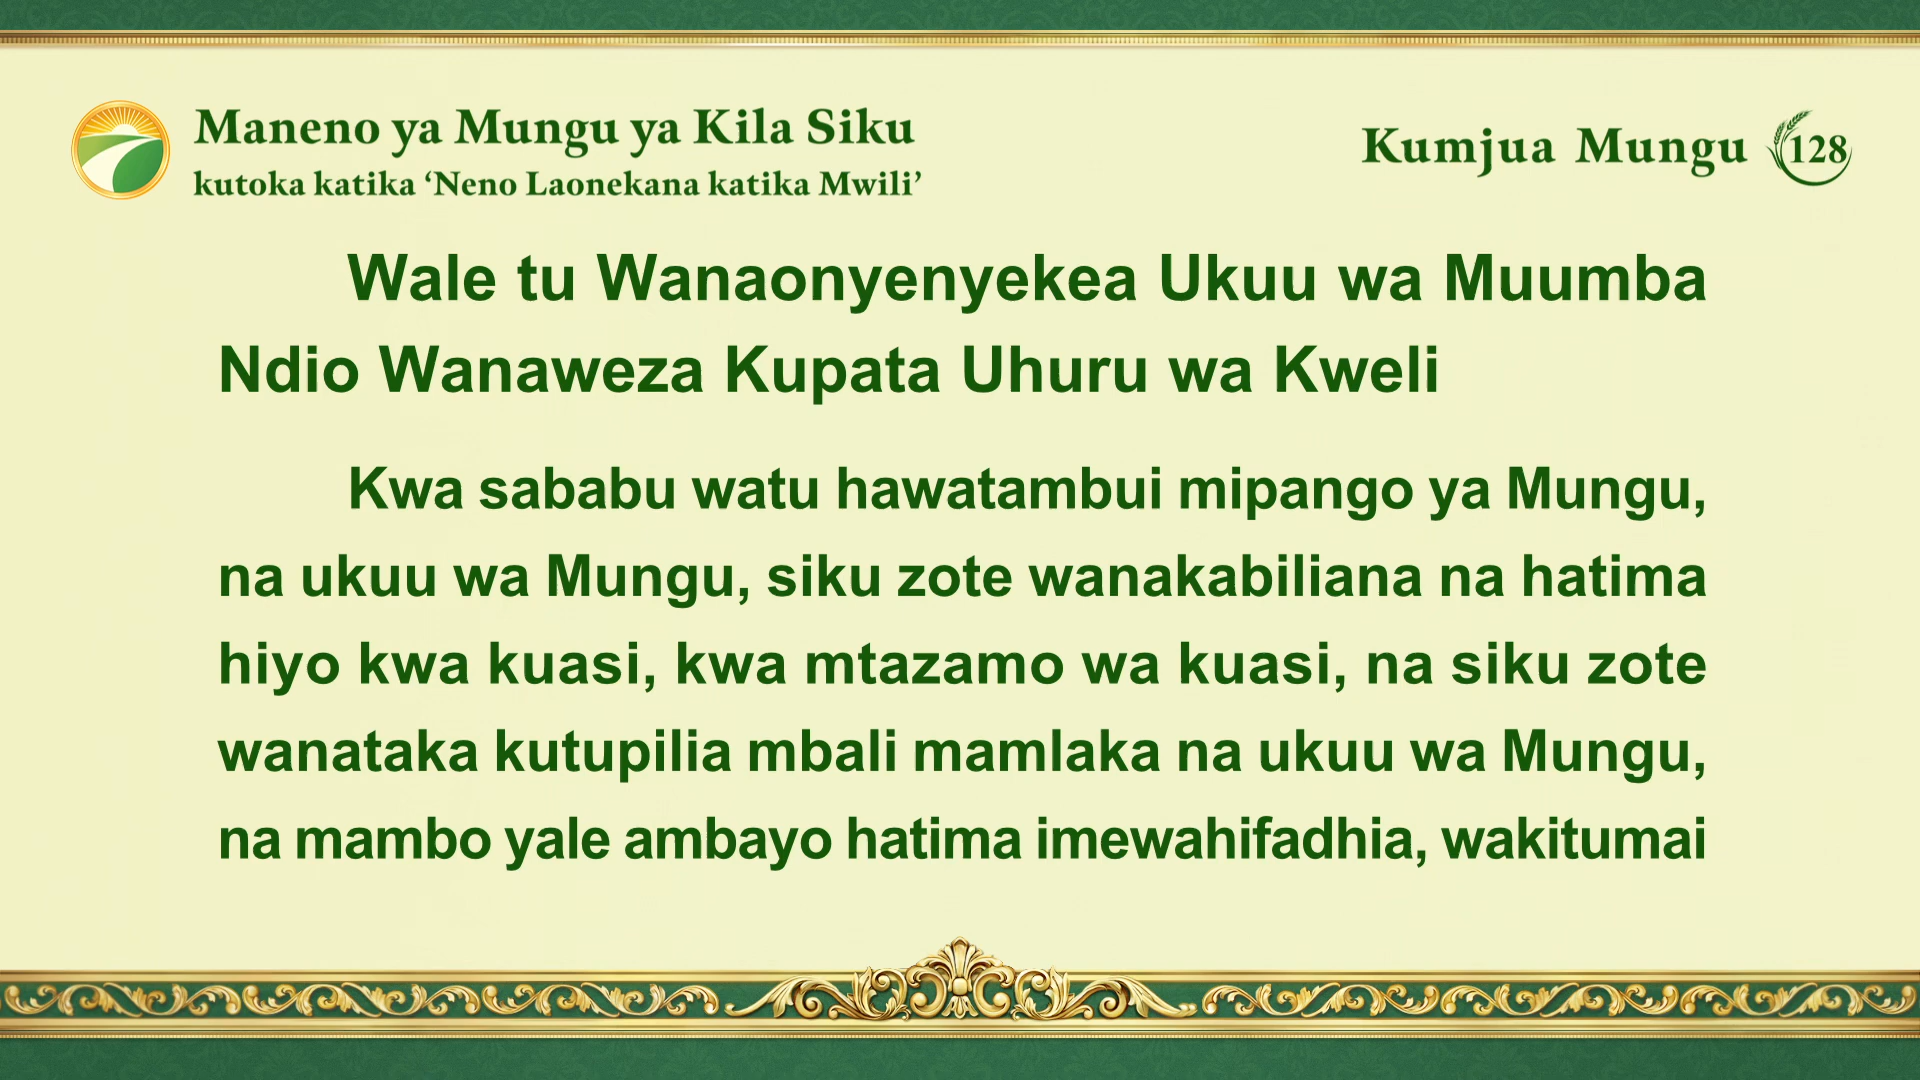 Maneno ya Mungu ya Kila Siku
kutoka katika ‘Neno Laonekana katika Mwili’
Kumjua Mungu 128
Wale tu Wanaonyenyekea Ukuu wa Muumba
Ndio Wanaweza Kupata Uhuru wa Kweli
Kwa sababu watu hawatambui mipango ya Mungu,
na ukuu wa Mungu, siku zote wanakabiliana na hatima
hiyo kwa kuasi, kwa mtazamo wa kuasi, na siku zote
wanataka kutupilia mbali mamlaka na ukuu wa Mungu,
na mambo yale ambayo hatima imewahifadhia, wakitumai